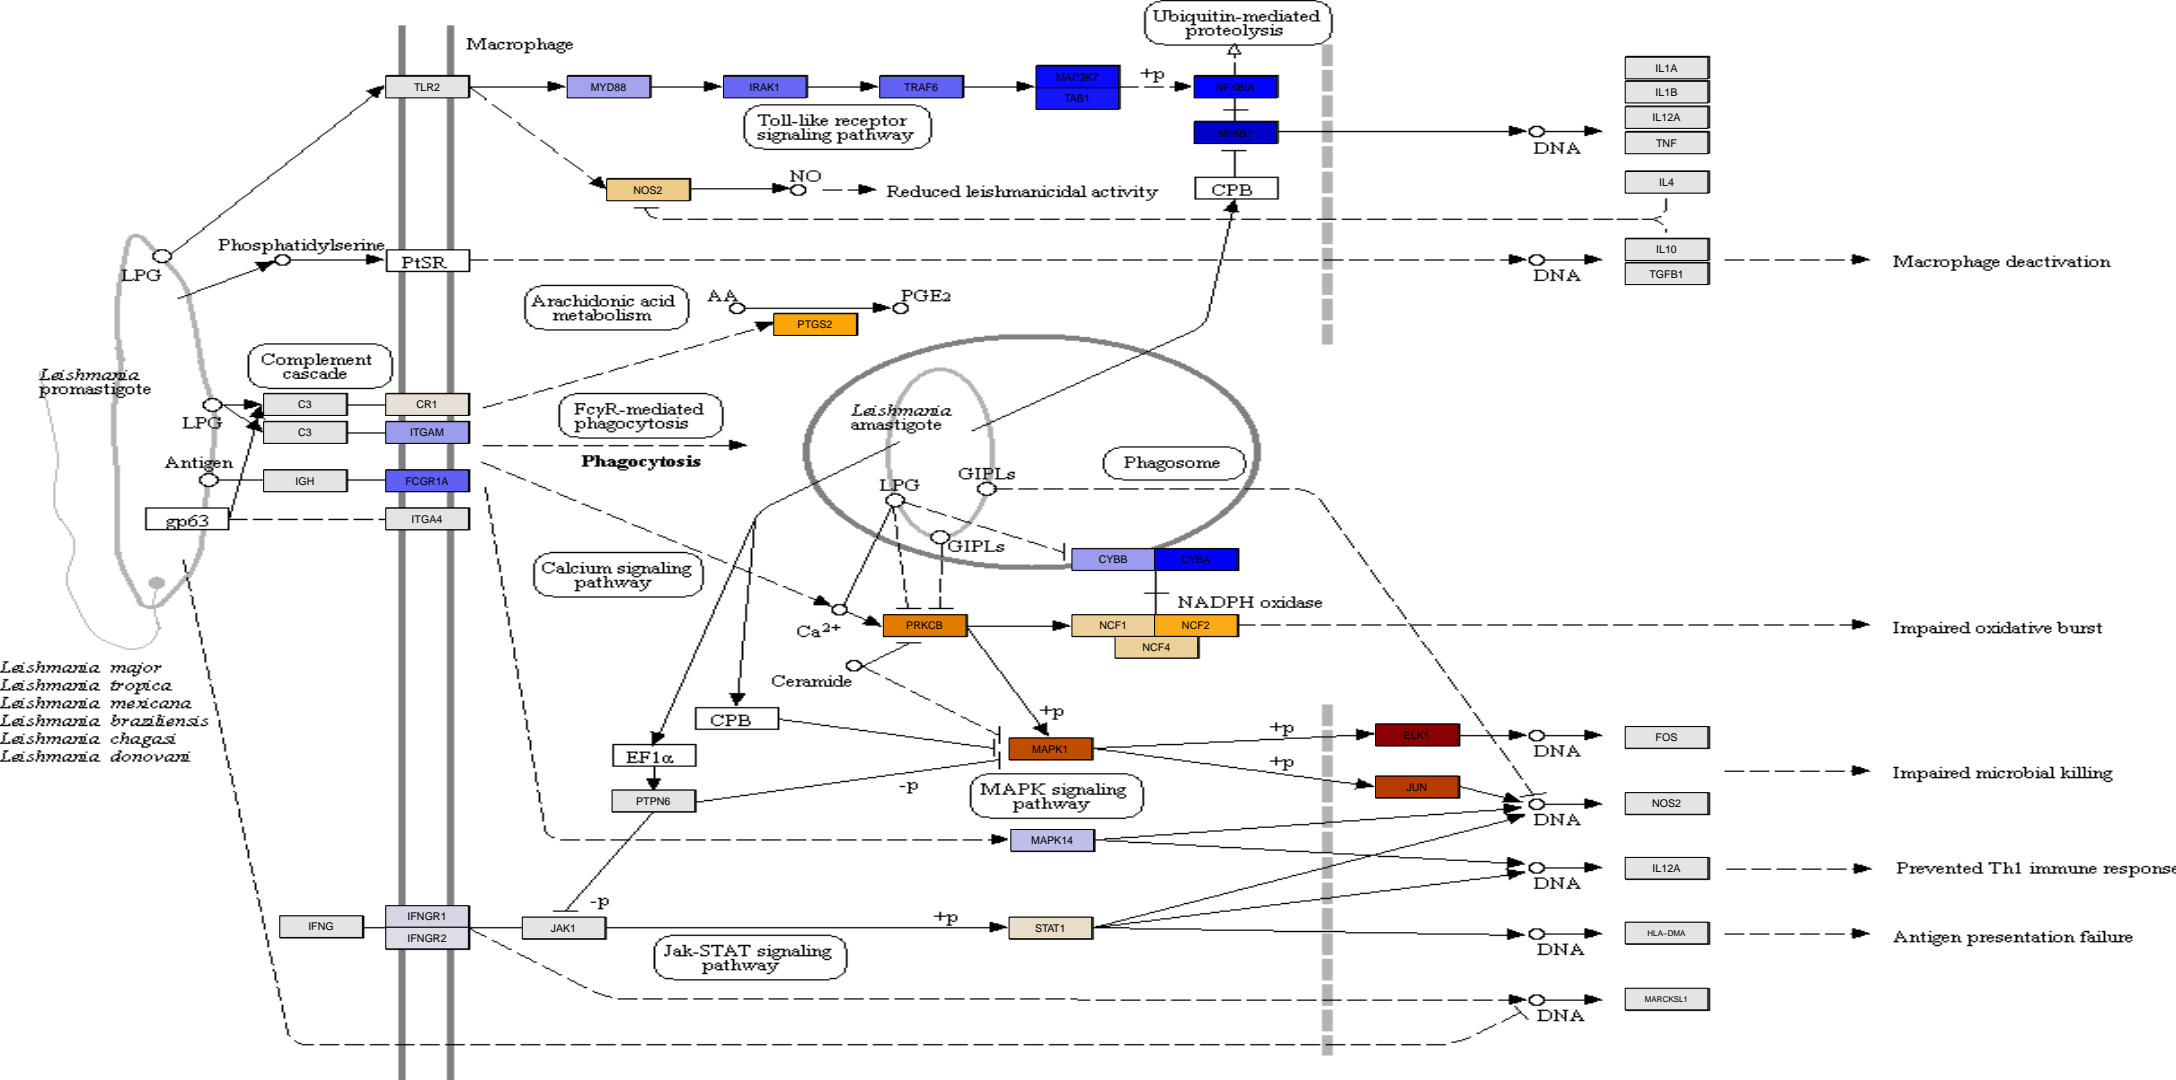 Ubiquitin-mediated
proteolysis
Macrophage
TLR2
MYD88
IRAK1
TRAF6
MAP3K7
TAB1
+p
NFKBIA
Toll-like receptor
signaling pathway
NFKB1
DNA
IL1A
IL1B
IL12A
TNF
NOS2
NO
Reduced leishmanicidal activity
CPB
IL4
LPG
Phosphatidylserine
PtSR
DNA
IL10
TGFB1
Macrophage deactivation
Arachidonic acid
metabolism
AA
PGE2
PTGS2
Complement
cascade
Leishmania
promastigote
LPG
C3
CR1
C3
ITGAM
FcγR-mediated
phagocytosis
Phagocytosis
Antigen
IGH
FCGR1A
gp63
ITGA4
Leishmania
amastigote
Phagosome
LPG
GIPLs
GIPLs
CYBB
CYBA
Calcium signaling
pathway
Ca2+
PRKCB
NCF1
NCF2
NCF4
NADPH oxidase
Impaired oxidative burst
Ceramide
Leishmania major
Leishmania tropica
Leishmania mexicana
Leishmania braziliensis
Leishmania chagasi
Leishmania donovani
CPB
EF1α
PTPN6
-p
+p
MAPK1
MAPK signaling
pathway
+p
+p
ELK1
JUN
DNA
FOS
Impaired microbial killing
DNA
NOS2
MAPK14
DNA
IL12A
Prevented Th1 immune response
IFNG
IFNGR1
IFNGR2
-p
JAK1
+p
STAT1
Jak-STAT signaling
pathway
DNA
HLA-DMA
Antigen presentation failure
DNA
MARCKSL1